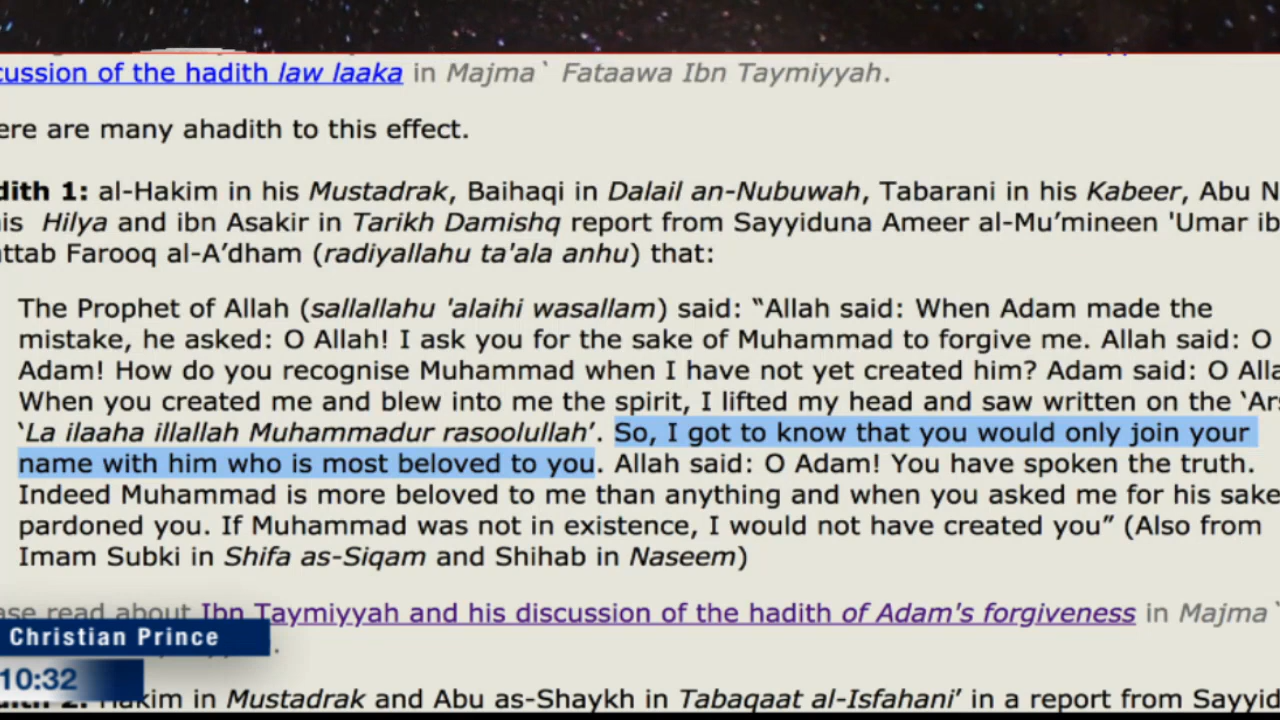 cussion of the hadith law laaka in Majma` Fataawa Ibn Taymiyyah.
ere are many ahadith to this effect.
dith 1: al-Hakim in his Mustadrak, Baihaqi in Dalail an-Nubuwah, Tabarani in his Kabeer, Abu N
is Hilya and ibn Asakir in Tarikh Damishq report from Sayyiduna Ameer al-Mu’mineen 'Umar ib
attab Farooq al-A’dham (radiyallahu ta'ala anhu) that:
The Prophet of Allah (sallallahu 'alaihi wasallam) said: “Allah said: When Adam made the
mistake, he asked: O Allah! I ask you for the sake of Muhammad to forgive me. Allah said: O
Adam! How do you recognise Muhammad when I have not yet created him? Adam said: O Alla
When you created me and blew into me the spirit, I lifted my head and saw written on the ‘Ars
‘La ilaaha illallah Muhammadur rasoolullah’. So, I got to know that you would only join your
name with him who is most beloved to you. Allah said: O Adam! You have spoken the truth.
Indeed Muhammad is more beloved to me than anything and when you asked me for his sake
pardoned you. If Muhammad was not in existence, I would not have created you” (Also from
Imam Subki in Shifa as-Siqam and Shihab in Naseem)
ase read about Ibn Taymiyyah and his discussion of the hadith of Adam's forgiveness in Majma`
Christian Prince
10:32
Hakim in Mustadrak and Abu as-Shaykh in Tabaqaat al-Isfahani’ in a report from Sayyid